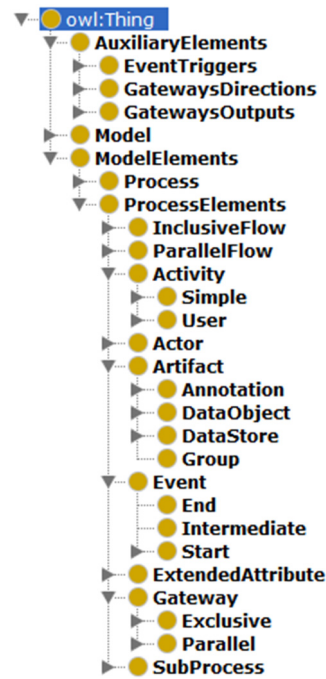 owl:Thing
AuxiliaryElements
EventTriggers
GatewaysDirections
GatewaysOutputs
Model
ModelElements
Process
ProcessElements
InclusiveFlow
ParallelFlow
Activity
Simple
User
Actor
Artifact
Annotation
DataObject
DataStore
Group
Event
End
Intermediate
Start
ExtendedAttribute
Gateway
Exclusive
Parallel
SubProcess